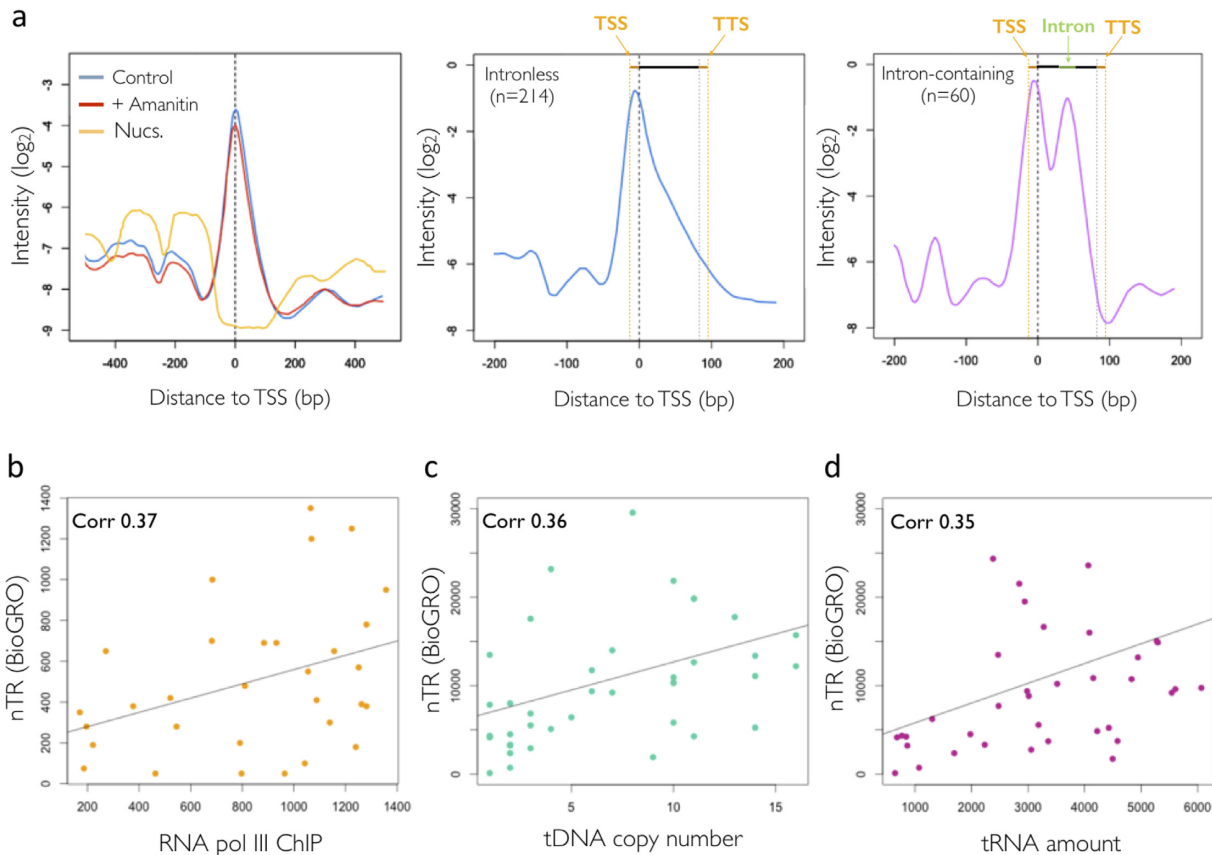 a
Control
+ Amanitin
Nucs.
-3
-4
-5
-6
-7
-8
-9
Intensity (log2)
-400 -200 0 200 400
Distance to TSS (bp)
TSS TTS
Intronless
(n=214)
0
-2
-4
-6
-8
Intensity (log2)
-200 -100 0 100 200
Distance to TSS (bp)
TSS Intron TTS
Intron-containing
(n=60)
0
-2
-4
-6
-8
Intensity (log2)
-200 -100 0 100 200
Distance to TSS (bp)
b
Corr 0.37
1400
1200
1000
800
600
400
200
0
nTR (BioGRO)
200 400 600 800 1000 1200 1400
RNA pol III ChIP
c
Corr 0.36
30000
20000
10000
0
nTR (BioGRO)
5 10 15
tDNA copy number
d
Corr 0.35
30000
20000
10000
0
nTR (BioGRO)
1000 2000 3000 4000 5000 6000
tRNA amount